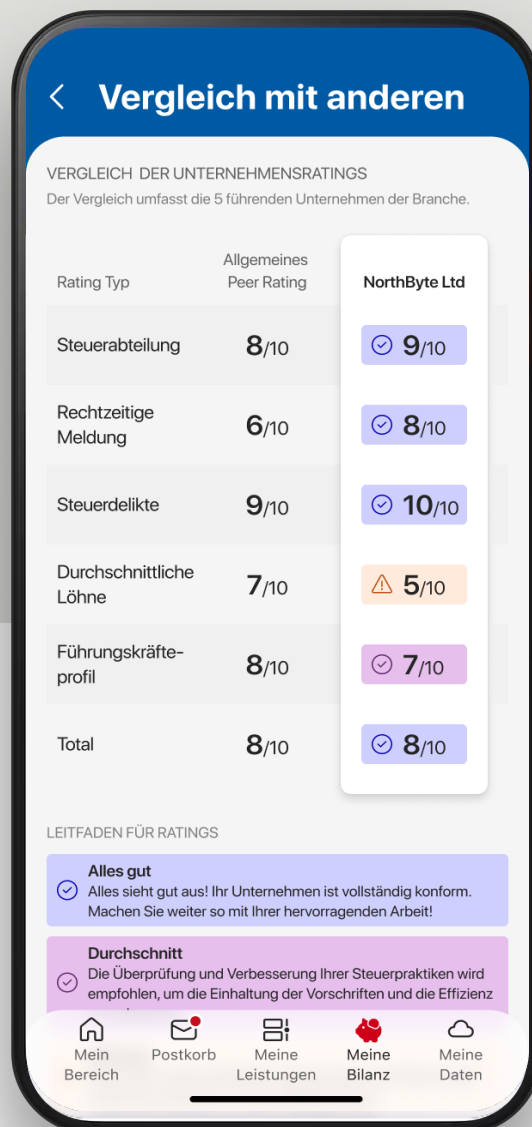 Vergleich mit anderen
VERGLEICH DER UNTERNEHMENSRATINGS
Der Vergleich umfasst die 5 führenden Unternehmen der Branche.
Rating Typ
Allgemeines
Peer Rating
NorthByte Ltd
Steuerabteilung
8/10
9/10
Rechtzeitige
Meldung
6/10
8/10
Steuerdelikte
9/10
10/10
Durchschnittliche
Löhne
7/10
5/10
Führungskräfte-
profil
8/10
7/10
Total
8/10
8/10
LEITFADEN FÜR RATINGS
Alles gut
Alles sieht gut aus! Ihr Unternehmen ist vollständig konform.
Machen Sie weiter so mit Ihrer hervorragenden Arbeit!
Durchschnitt
Die Überprüfung und Verbesserung Ihrer Steuerpraktiken wird
empfohlen, um die Einhaltung der Vorschriften und die Effizienz
Mein
Bereich
Postkorb
Meine
Leistungen
Meine
Bilanz
Meine
Daten